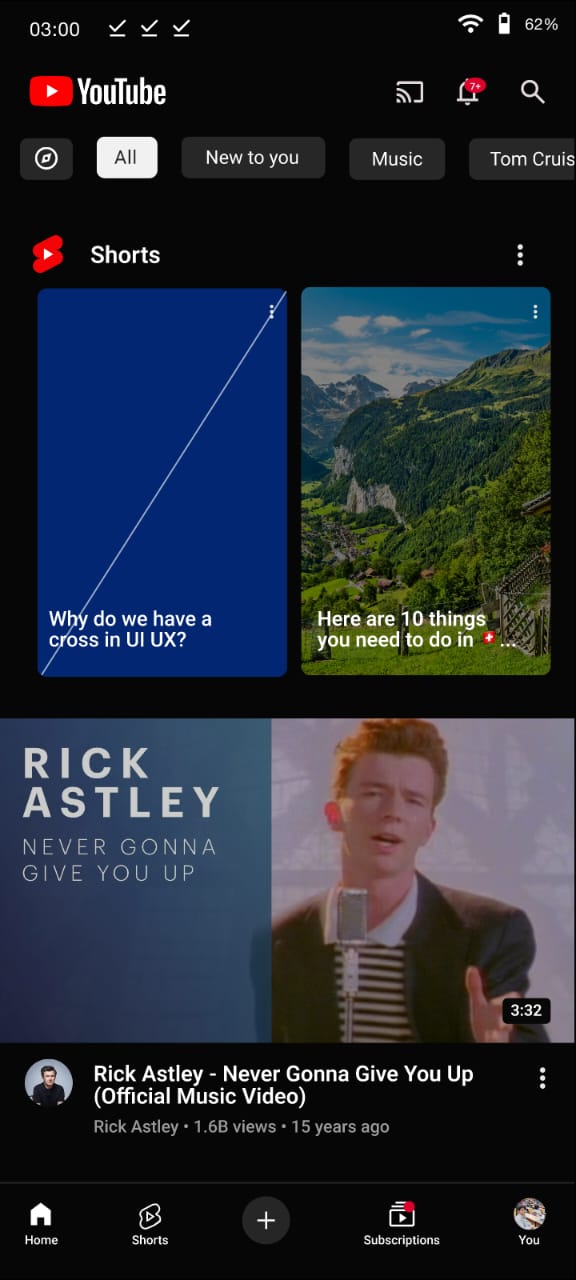 03:00
62%
YouTube
7+
All
New to you
Music
Tom Cruis
Shorts
Why do we have a
cross in UI UX?
Here are 10 things
you need to do in 🇨🇭...
RICK
ASTLEY
NEVER GONNA
GIVE YOU UP
3:32
Rick Astley - Never Gonna Give You Up
(Official Music Video)
Rick Astley • 1.6B views • 15 years ago
Home
Shorts
Subscriptions
You